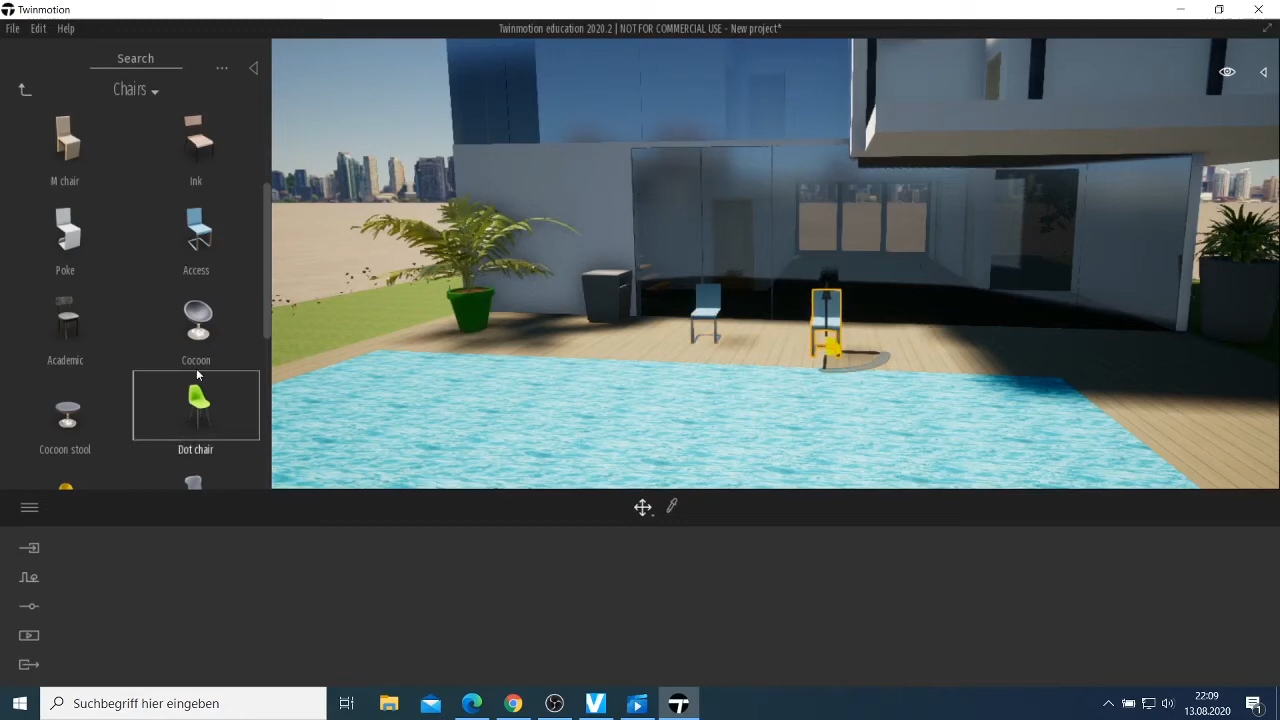 Twinmotion
File Edit Help
Twinmotion education 2020.2 | NOT FOR COMMERCIAL USE - New project*
Search
...
Chairs
M chair
Ink
Poke
Access
Academic
Cocoon
Cocoon stool
Dot chair
Suchbegriff hier eingeben
22:09
13.08.2020
1